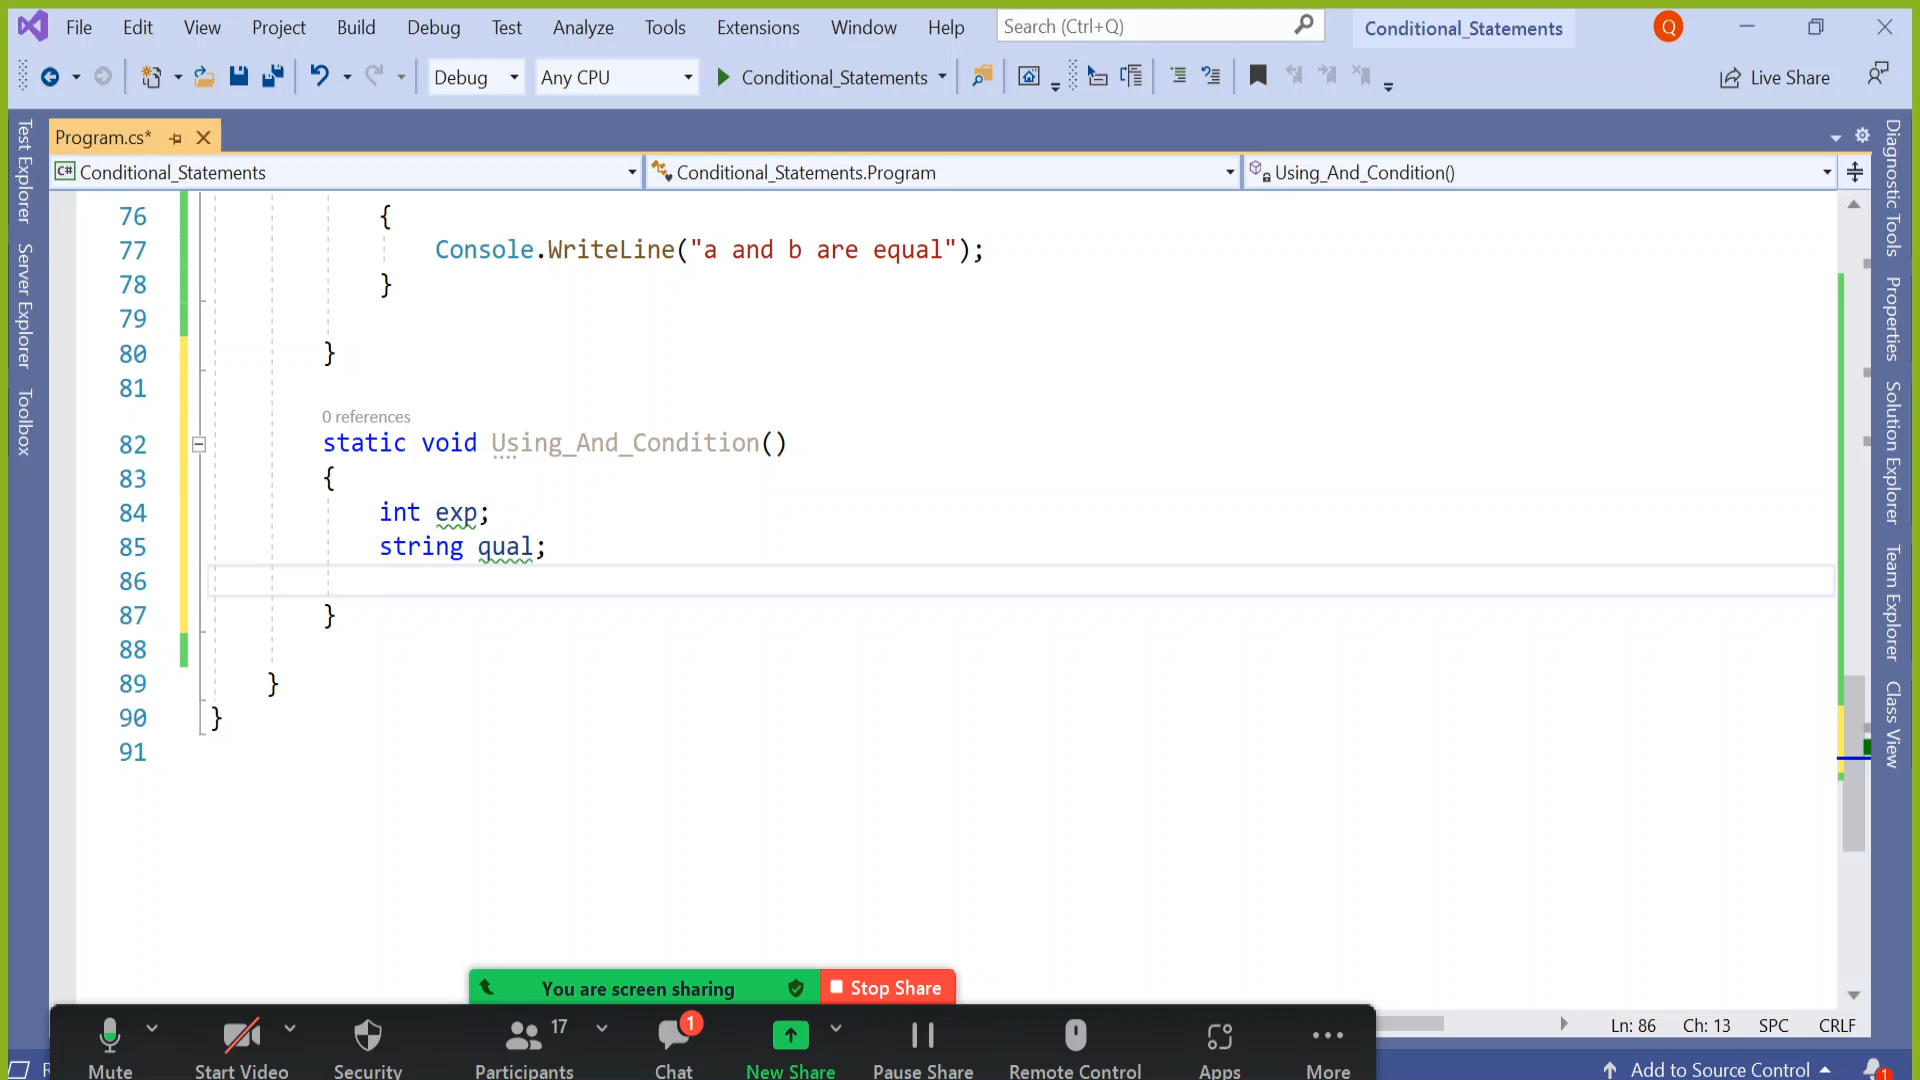 File Edit View Project Build Debug Test Analyze Tools Extensions Window Help Search (Ctrl+Q) Conditional_Statements Q
Debug Any CPU Conditional_Statements Live Share
Program.cs*
C# Conditional_Statements Conditional_Statements.Program Using_And_Condition()
Test Explorer
Server Explorer
Toolbox
76 {
77 Console.WriteLine("a and b are equal");
78 }
79
80 }
81
0 references
82 static void Using_And_Condition()
83 {
84 int exp;
85 string qual;
86
87 }
88
89 }
90 }
91
Diagnostic Tools
Properties
Solution Explorer
Team Explorer
Class View
You are screen sharing Stop Share
Ln: 86 Ch: 13 SPC CRLF
17 1
Mute Start Video Security Participants Chat New Share Pause Share Remote Control Apps More
Add to Source Control 1